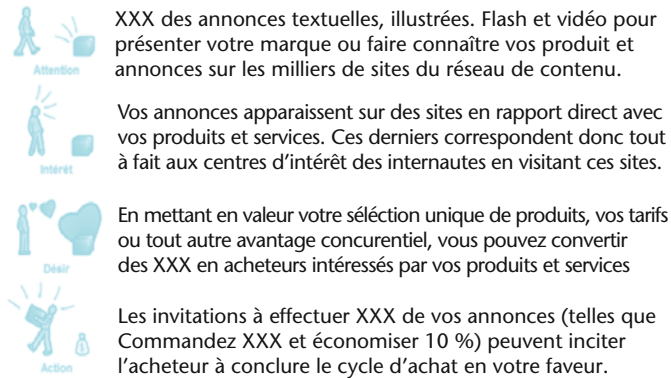 XXX des annonces textuelles, illustrées. Flash et vidéo pour
présenter votre marque ou faire connaître vos produit et
annonces sur les milliers de sites du réseau de contenu.
Attention
Vos annonces apparaissent sur des sites en rapport direct avec
vos produits et services. Ces derniers correspondent donc tout
à fait aux centres d’intérêt des internautes en visitant ces sites.
Intérêt
En mettant en valeur votre séléction unique de produits, vos tarifs
ou tout autre avantage concurentiel, vous pouvez convertir
des XXX en acheteurs intéressés par vos produits et services
Désir
Les invitations à effectuer XXX de vos annonces (telles que
Commandez XXX et économiser 10 %) peuvent inciter
l’acheteur à conclure le cycle d’achat en votre faveur.
Action